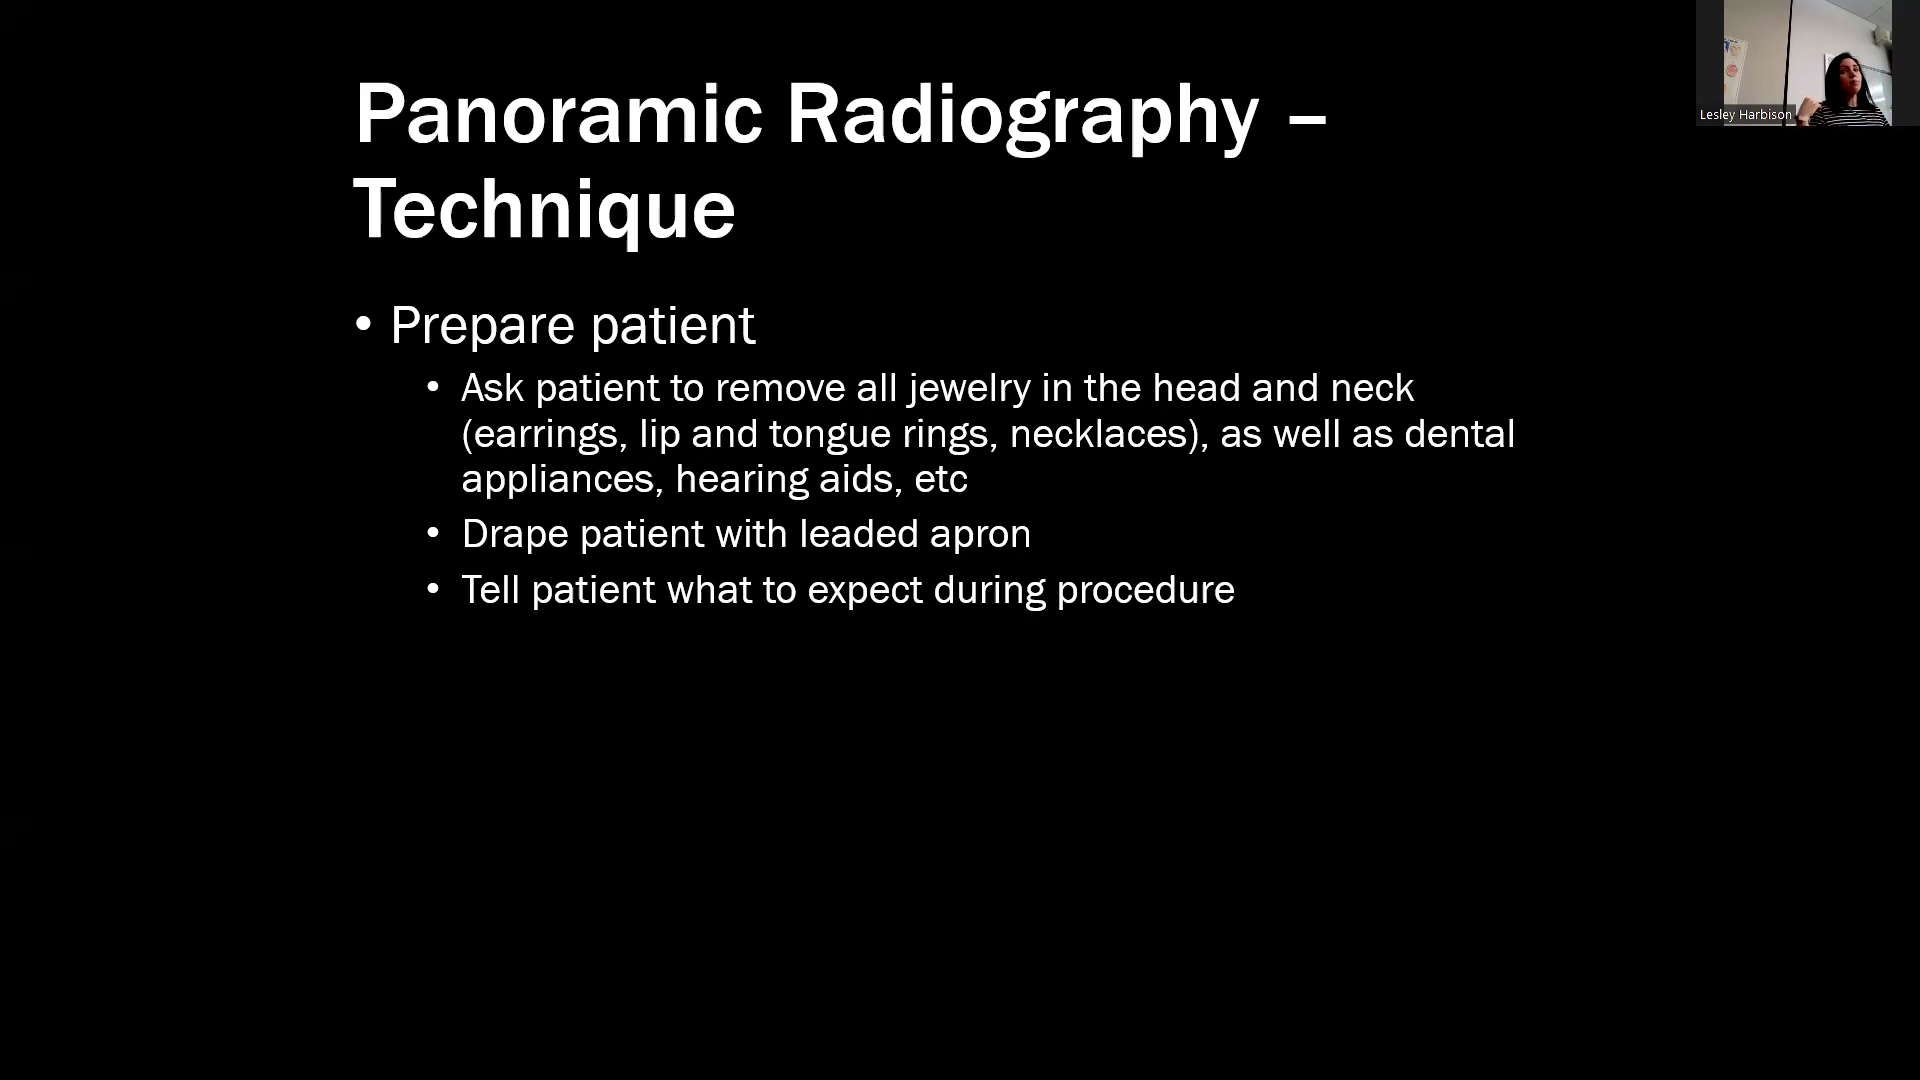 Panoramic Radiography –
Technique
• Prepare patient
• Ask patient to remove all jewelry in the head and neck
(earrings, lip and tongue rings, necklaces), as well as dental
appliances, hearing aids, etc
• Drape patient with leaded apron
• Tell patient what to expect during procedure
Lesley Harbison